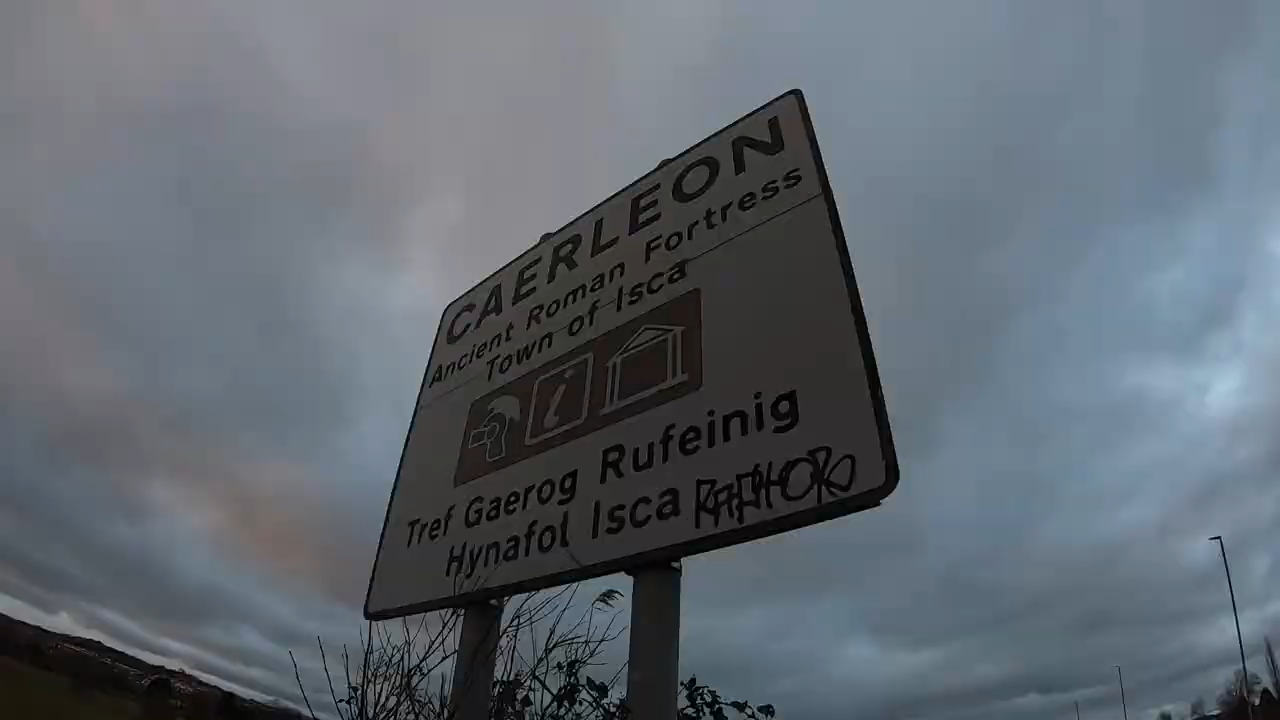 CAERLEON
Ancient Roman Fortress
Town of Isca
i
Tref Gaerog Rufeinig
Hynafol Isca